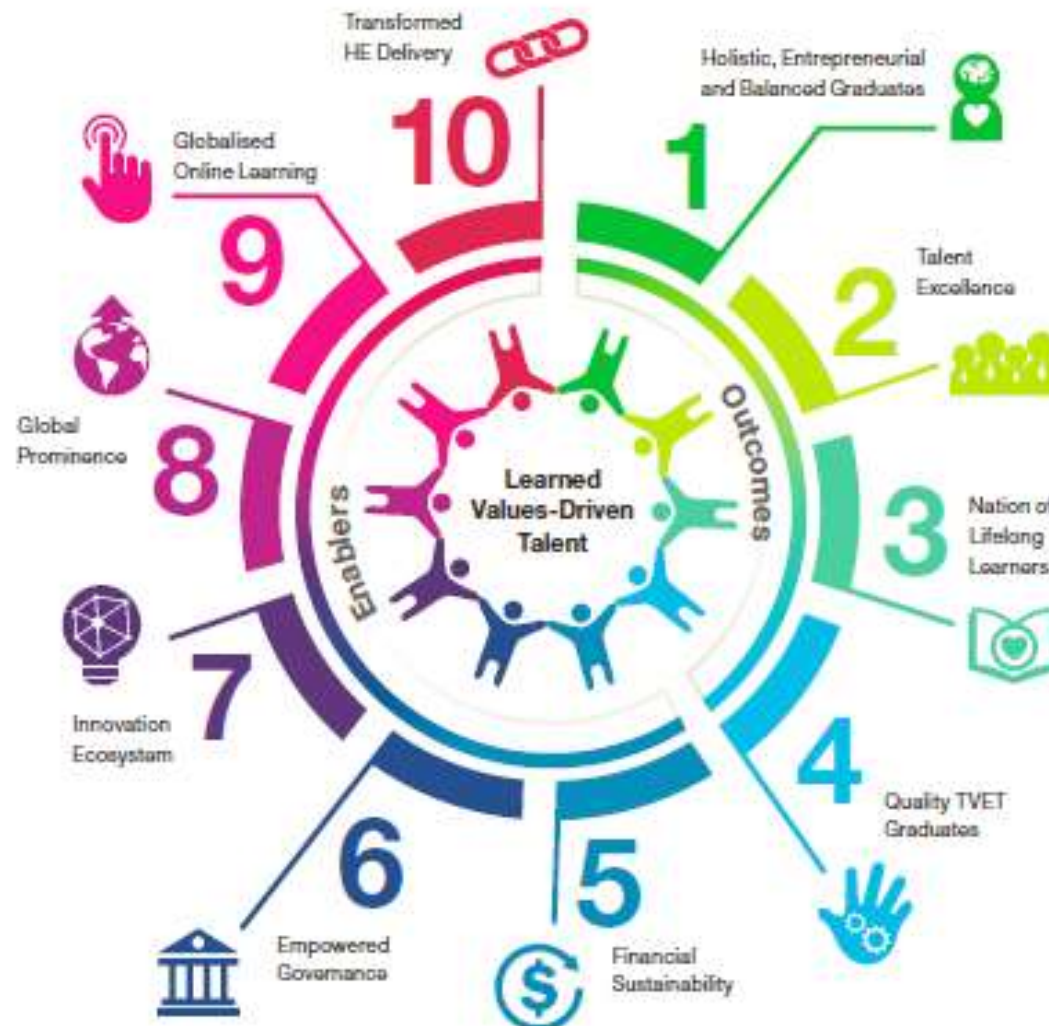 1
Holistic, Entrepreneurial
and Balanced Graduates
2
Talent
Excellence
3
Nation of
Lifelong
Learners
4
Quality TVET
Graduates
5
Financial
Sustainability
$
6
Empowered
Governance
7
Innovation
Ecosystem
8
Global
Prominence
9
Globalised
Online Learning
10
Transformed
HE Delivery
Enablers
Outcomes
Learned
Values-Driven
Talent